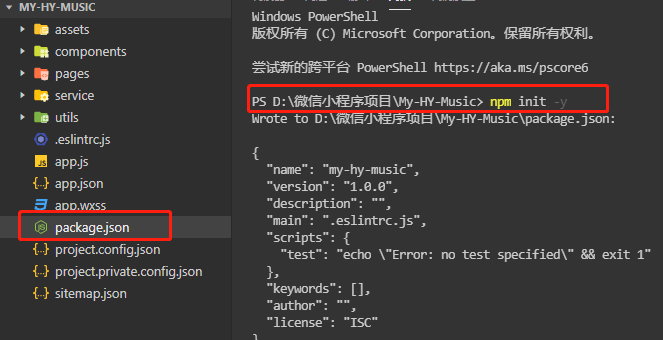 MY-HY-MUSIC
assets
components
pages
service
utils
.eslintrc.js
app.js
app.json
app.wxss
package.json
project.config.json
project.private.config.json
sitemap.json
Windows PowerShell
版权所有 (C) Microsoft Corporation。保留所有权利。
尝试新的跨平台 PowerShell https://aka.ms/pscore6
PS D:\微信小程序项目\My-HY-Music> npm init -y
Wrote to D:\微信小程序项目\My-HY-Music\package.json:
{
"name": "my-hy-music",
"version": "1.0.0",
"description": "",
"main": ".eslintrc.js",
"scripts": {
"test": "echo \"Error: no test specified\" && exit 1"
},
"keywords": [],
"author": "",
"license": "ISC"
}